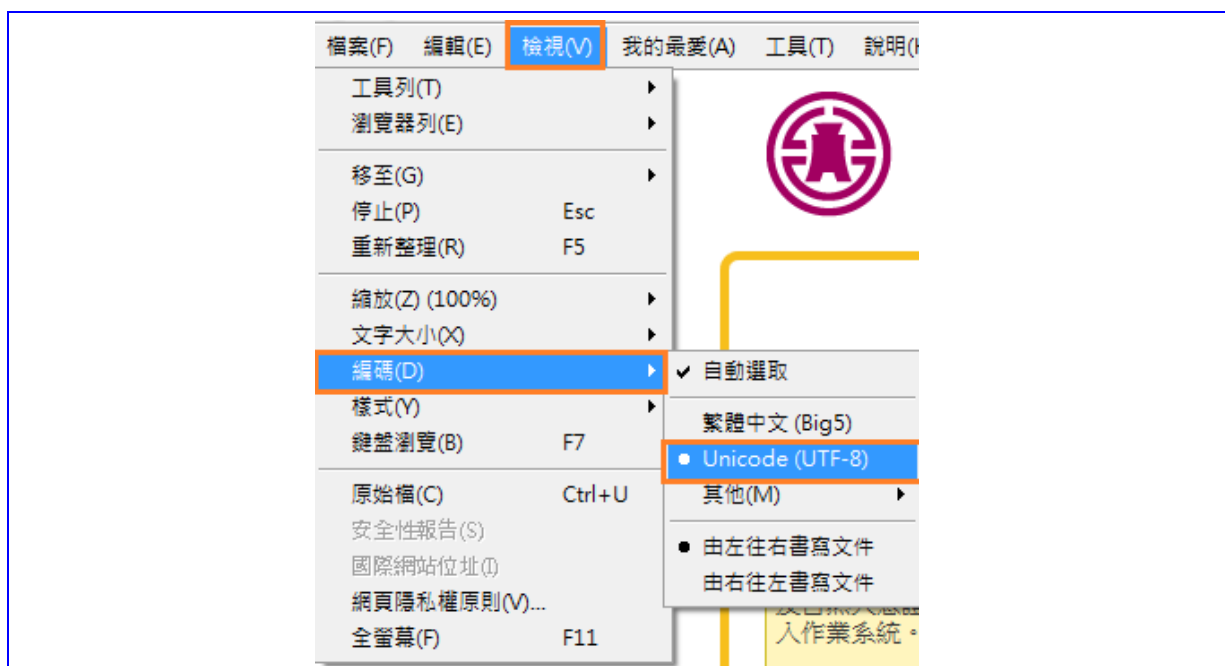 檔案(F) 編輯(E) 檢視(V) 我的最愛(A) 工具(T) 說明(
工具列(T)
瀏覽器列(E)
移至(G)
停止(P) Esc
重新整理(R) F5
縮放(Z) (100%)
文字大小(X)
編碼(D)
自動選取
樣式(Y)
繁體中文 (Big5)
鍵盤瀏覽(B) F7
Unicode (UTF-8)
原始檔(C) Ctrl+U
其他(M)
安全性報告(S)
由左往右書寫文件
國際網站位址(I)
由右往左書寫文件
網頁隱私權原則(V)...
全螢幕(F) F11
入作業系統。